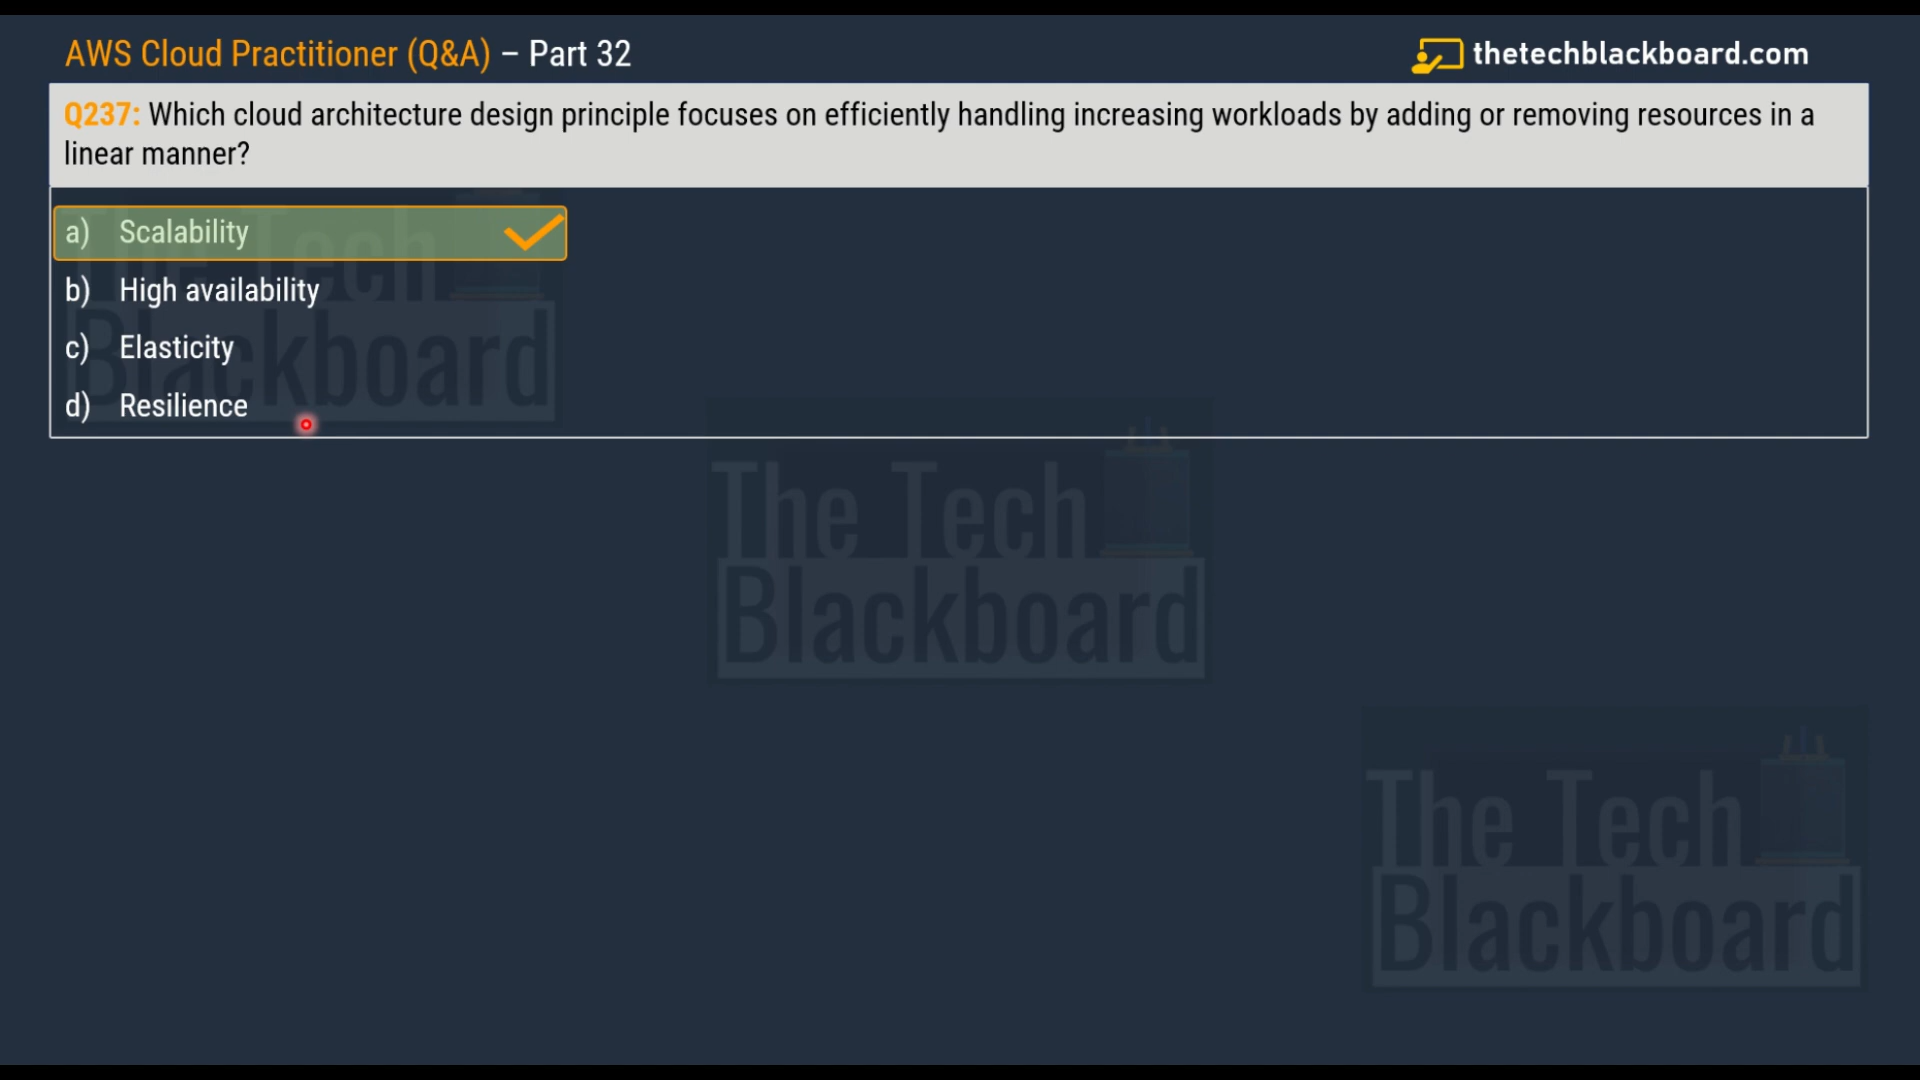 AWS Cloud Practitioner (Q&A) – Part 32
thetechblackboard.com
Q237: Which cloud architecture design principle focuses on efficiently handling increasing workloads by adding or removing resources in a
linear manner?
a) Scalability
b) High availability
c) Elasticity
d) Resilience
The Tech
Blackboard
The Tech
Blackboard
The Tech
Blackboard